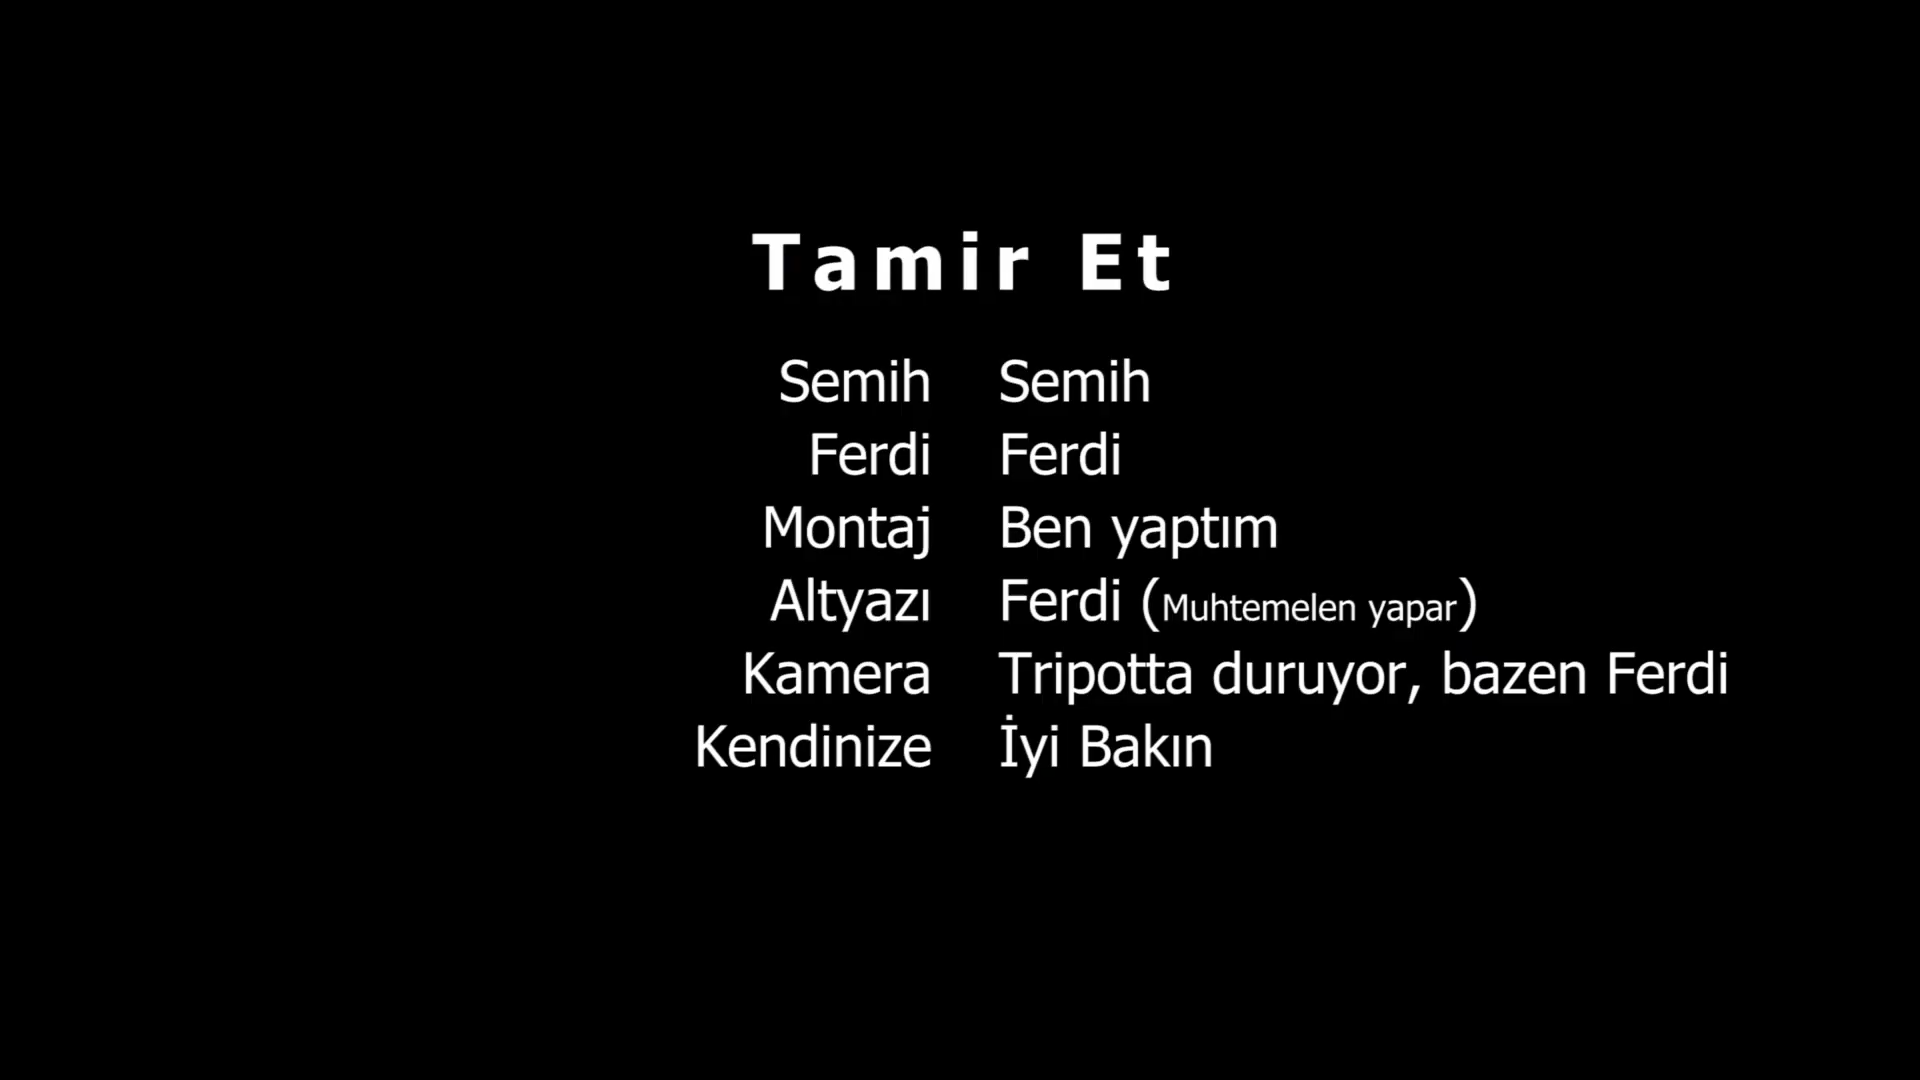 Tamir Et
Semih Semih
Ferdi Ferdi
Montaj Ben yaptım
Altyazı Ferdi (Muhtemelen yapar)
Kamera Tripotta duruyor, bazen Ferdi
Kendinize İyi Bakın